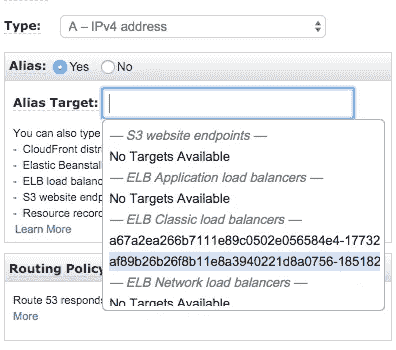 Type: A – IPv4 address
Alias: Yes No
Alias Target:
You can also type
- CloudFront distr
- Elastic Beanstal
- ELB load balanc
- S3 website endp
- Resource record
Learn More
— S3 website endpoints —
No Targets Available
— ELB Application load balancers —
No Targets Available
— ELB Classic load balancers —
a67a2ea266b7111e89c0502e056584e4-17732
af89b26b26f8b11e8a3940221d8a0756-185182
— ELB Network load balancers —
No Targets Available
Routing Policy
Route 53 responds
More